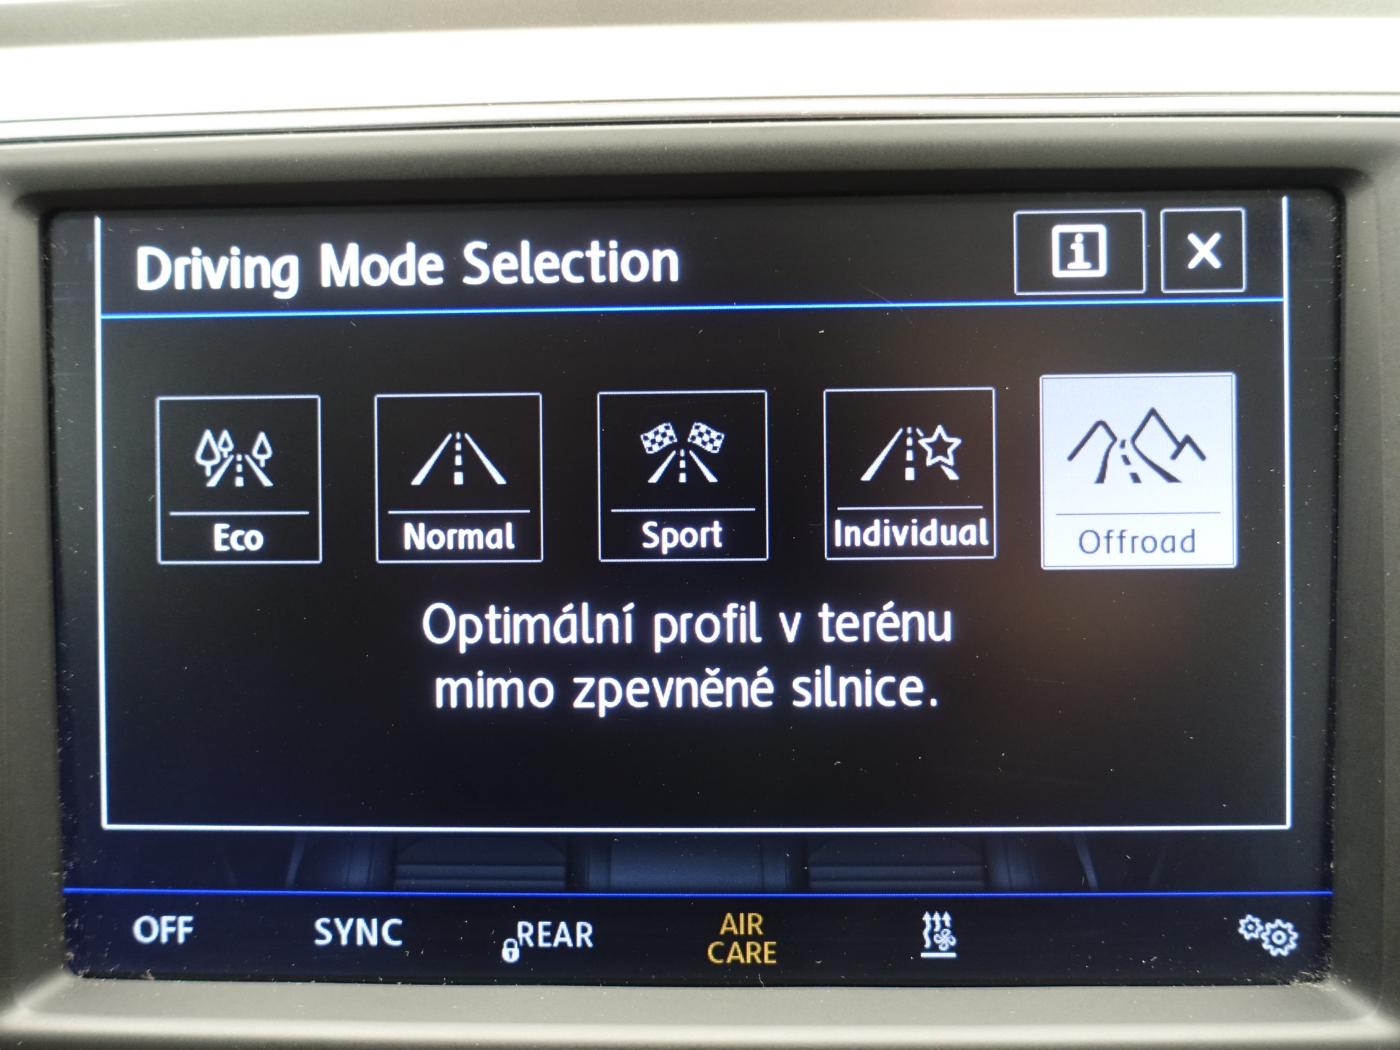 Driving Mode Selection
Eco
Normal
Sport
Individual
Offroad
Optimální profil v terénu
mimo zpevněné silnice.
OFF
SYNC
REAR
AIR
CARE